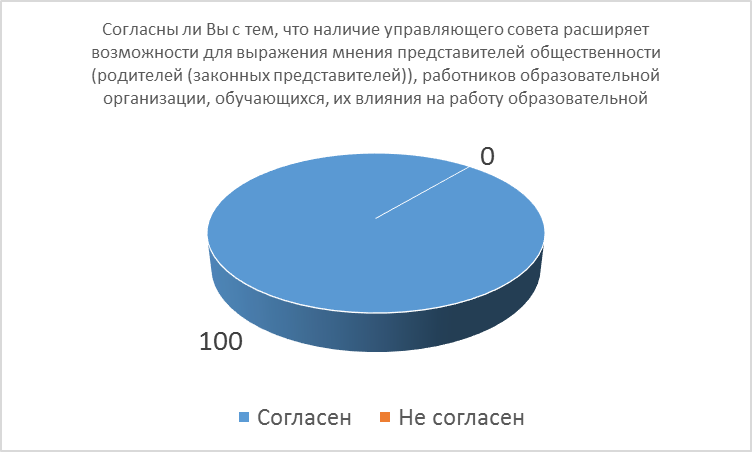 Согласны ли Вы с тем, что наличие управляющего совета расширяет
возможности для выражения мнения представителей общественности
(родителей (законных представителей)), работников образовательной
организации, обучающихся, их влияния на работу образовательной
0
100
Согласен Не согласен